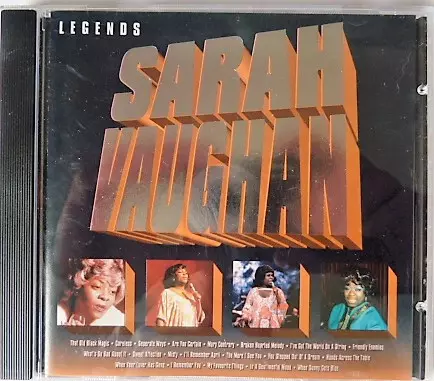 LEGENDS
SARAH
VAUGHAN
That Old Black Magic • Careless • Separate Ways • Are You Certain • Mary Contrary • Broken Hearted Melody • I've Got The World On A String • Friendly Enemies
What's So Bad About It • Sweet Affection • Misty • I'll Remember April • The More I See You • You Stepped Out Of A Dream • Hands Across The Table
When Your Lover Has Gone • I Remember You • My Favourite Things • In A Sentimental Mood • When Sunny Gets Blue